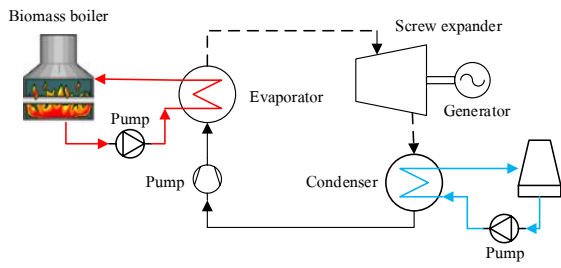 Biomass boiler
Screw expander
Evaporator
Generator
Pump
Pump
Condenser
Pump